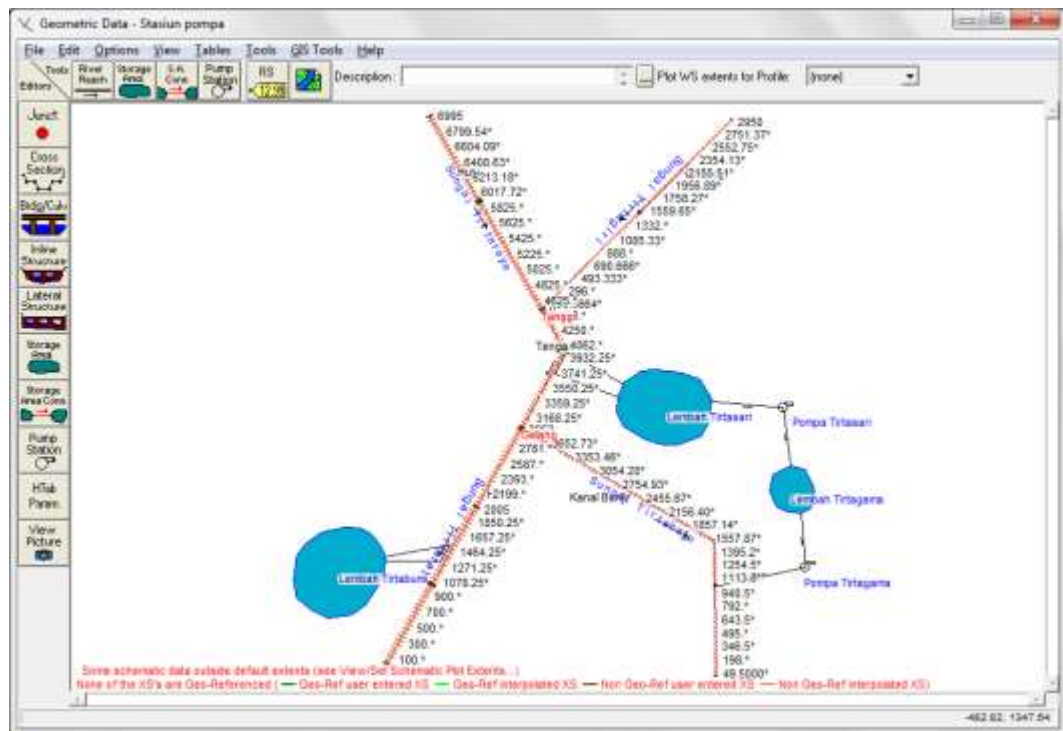 Geometric Data - Stasiun pompa
File Edit Options View Tables Tools GIS Tools Help
Tools
Editors
River Reach
Storage Area
S.A. Conn.
Pump Station
RS
Description :
Plot WS extents for Profile:
(none)
Junct.
Cross Section
Brdg/Culv
Inline Structure
Lateral Structure
Storage Area
Storage Area Conn.
Pump Station
HTab Param.
View Picture
6995
6799.54*
6604.09*
6408.63*
6213.18*
6017.72*
5825.*
5625.*
5425.*
5225.*
5025.*
4825.*
4625.*
4250.*
4062.*
3932.25*
3741.25*
3550.25*
3359.25*
3168.25*
2781.*
2587.*
2393.*
2199.*
2005
1850.25*
1657.25*
1464.25*
1271.25*
1078.25*
900.*
700.*
500.*
300.*
100.*
2950
2751.37*
2552.75*
2354.13*
2155.51*
1956.89*
1758.27*
1559.65*
1332.*
1085.33*
888.*
690.666*
493.333*
296.*
Sungai
Sungai
Sungai
Sungai
Kanal Barat
3353.46*
3054.20*
2754.93*
2455.67*
2156.40*
1857.14*
1557.87*
1395.2*
1254.5*
1113.8*
940.5*
792.*
643.5*
495.*
346.5*
198.*
49.5000*
Lembah Tirtasari
Pompa Tirtasari
Lembah Tirtagama
Pompa Tirtagama
Lembah Tirtabumi
Some schematic data outside default extents (see View/Set Schematic Plot Extents...)
None of the XS's are Geo-Referenced ( Geo-Ref user entered XS Geo-Ref interpolated XS Non Geo-Ref user entered XS Non Geo-Ref interpolated XS)